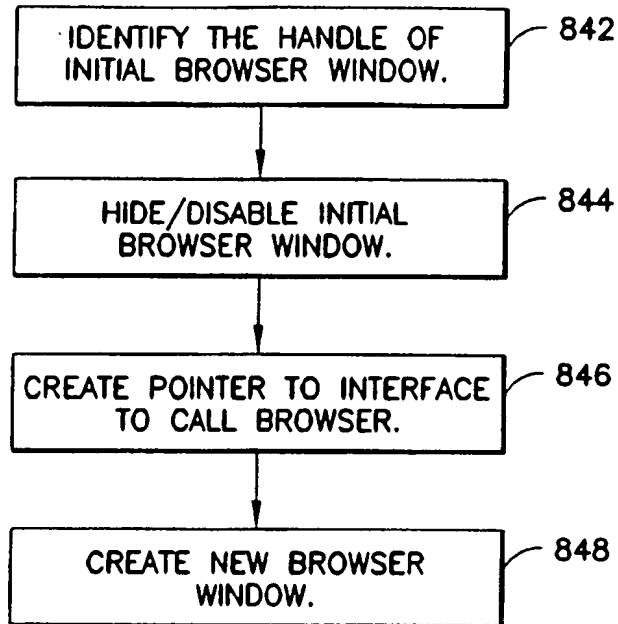 IDENTIFY THE HANDLE OF
INITIAL BROWSER WINDOW.
842
HIDE/DISABLE INITIAL
BROWSER WINDOW.
844
CREATE POINTER TO INTERFACE
TO CALL BROWSER.
846
CREATE NEW BROWSER
WINDOW.
848